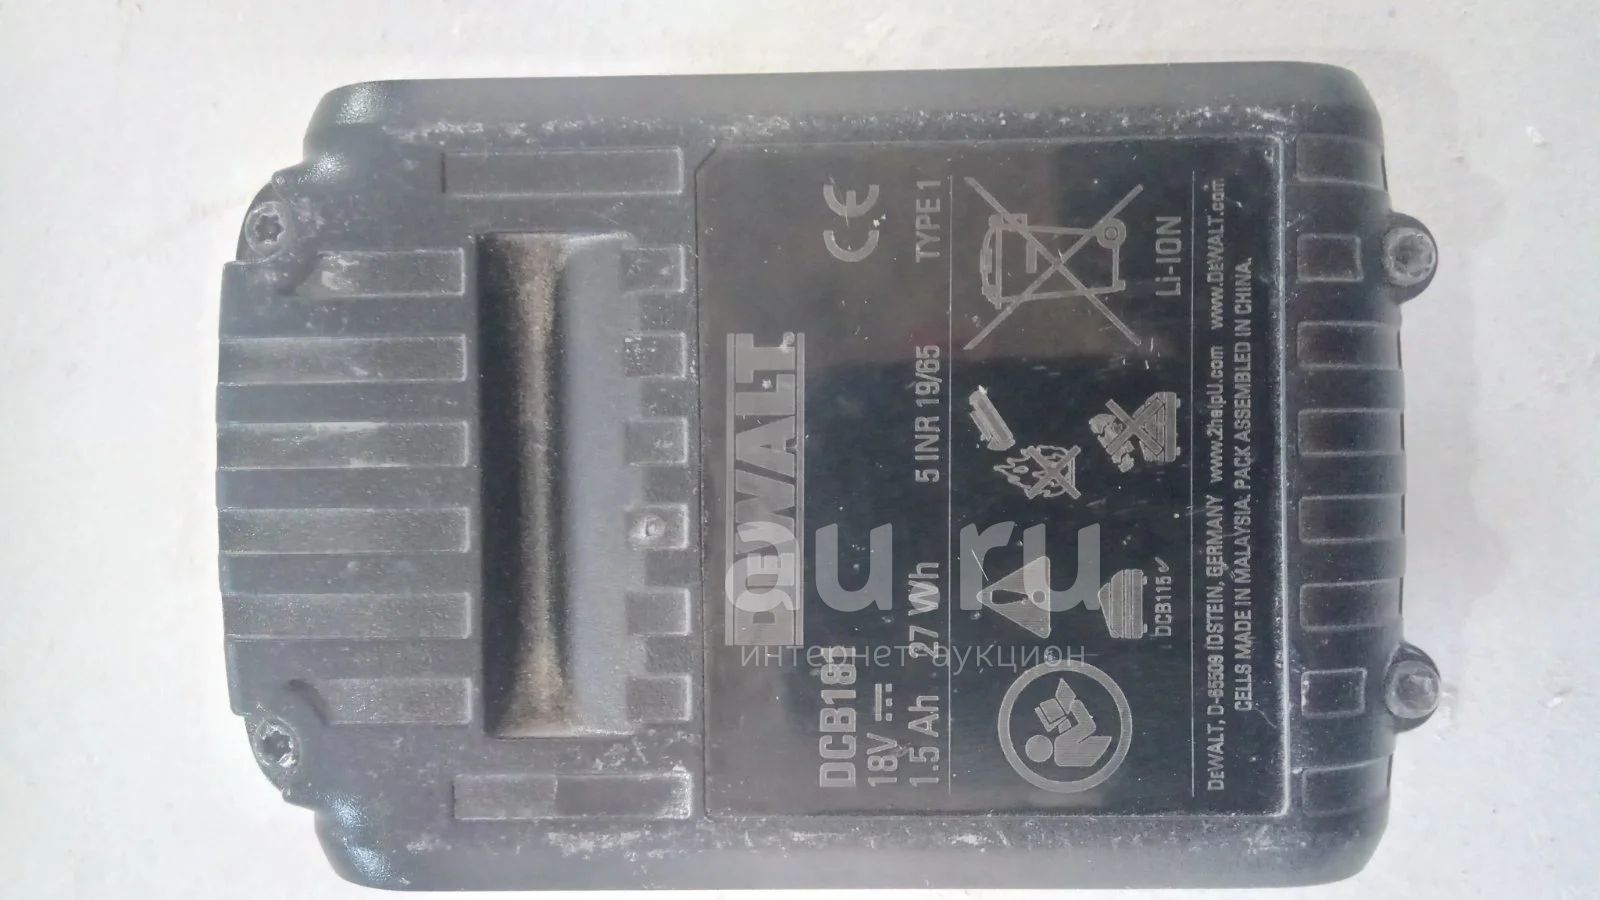 DEWALT
DCB181
18V
1.5 Ah 27 Wh 5 INR 19/65 TYPE 1
CE
DCB115✓
Li-ION
DEWALT, D-65509 IDSTEIN, GERMANY www.2helpU.com www.DEWALT.com
CELLS MADE IN MALAYSIA. PACK ASSEMBLED IN CHINA.
au.ru
интернет-аукцион